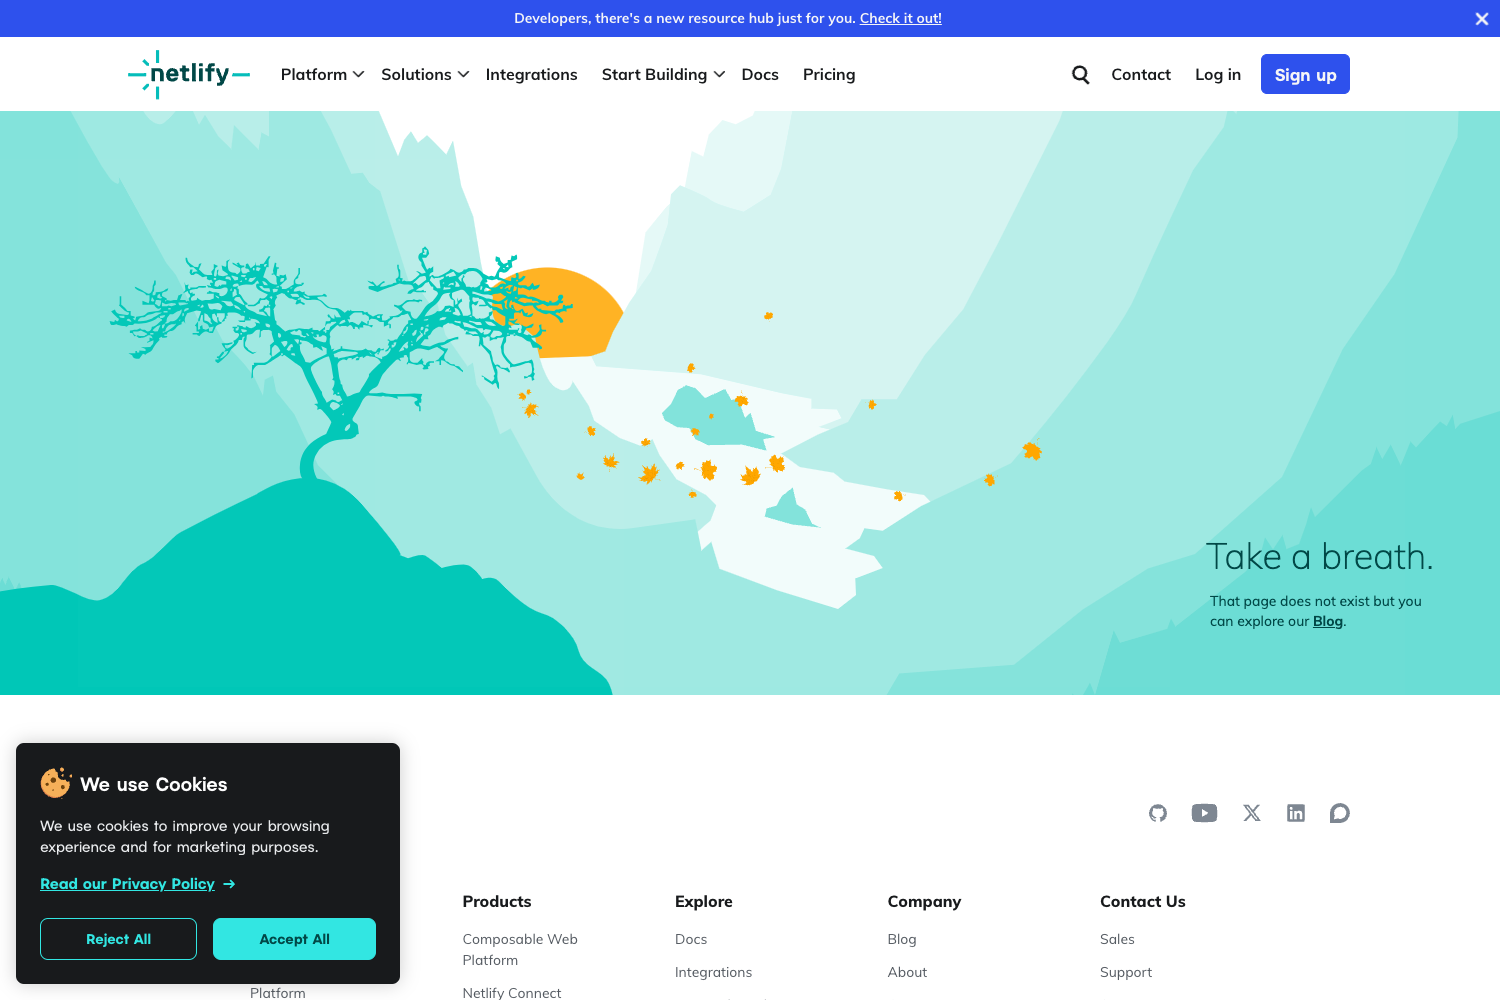 Developers, there's a new resource hub just for you. Check it out!
netlify
Platform
Solutions
Integrations
Start Building
Docs
Pricing
Contact
Log in
Sign up
Take a breath.
That page does not exist but you
can explore our Blog.
We use Cookies
We use cookies to improve your browsing
experience and for marketing purposes.
Read our Privacy Policy →
Reject All
Accept All
Platform
Products
Composable Web
Platform
Netlify Connect
Explore
Docs
Integrations
Company
Blog
About
Contact Us
Sales
Support